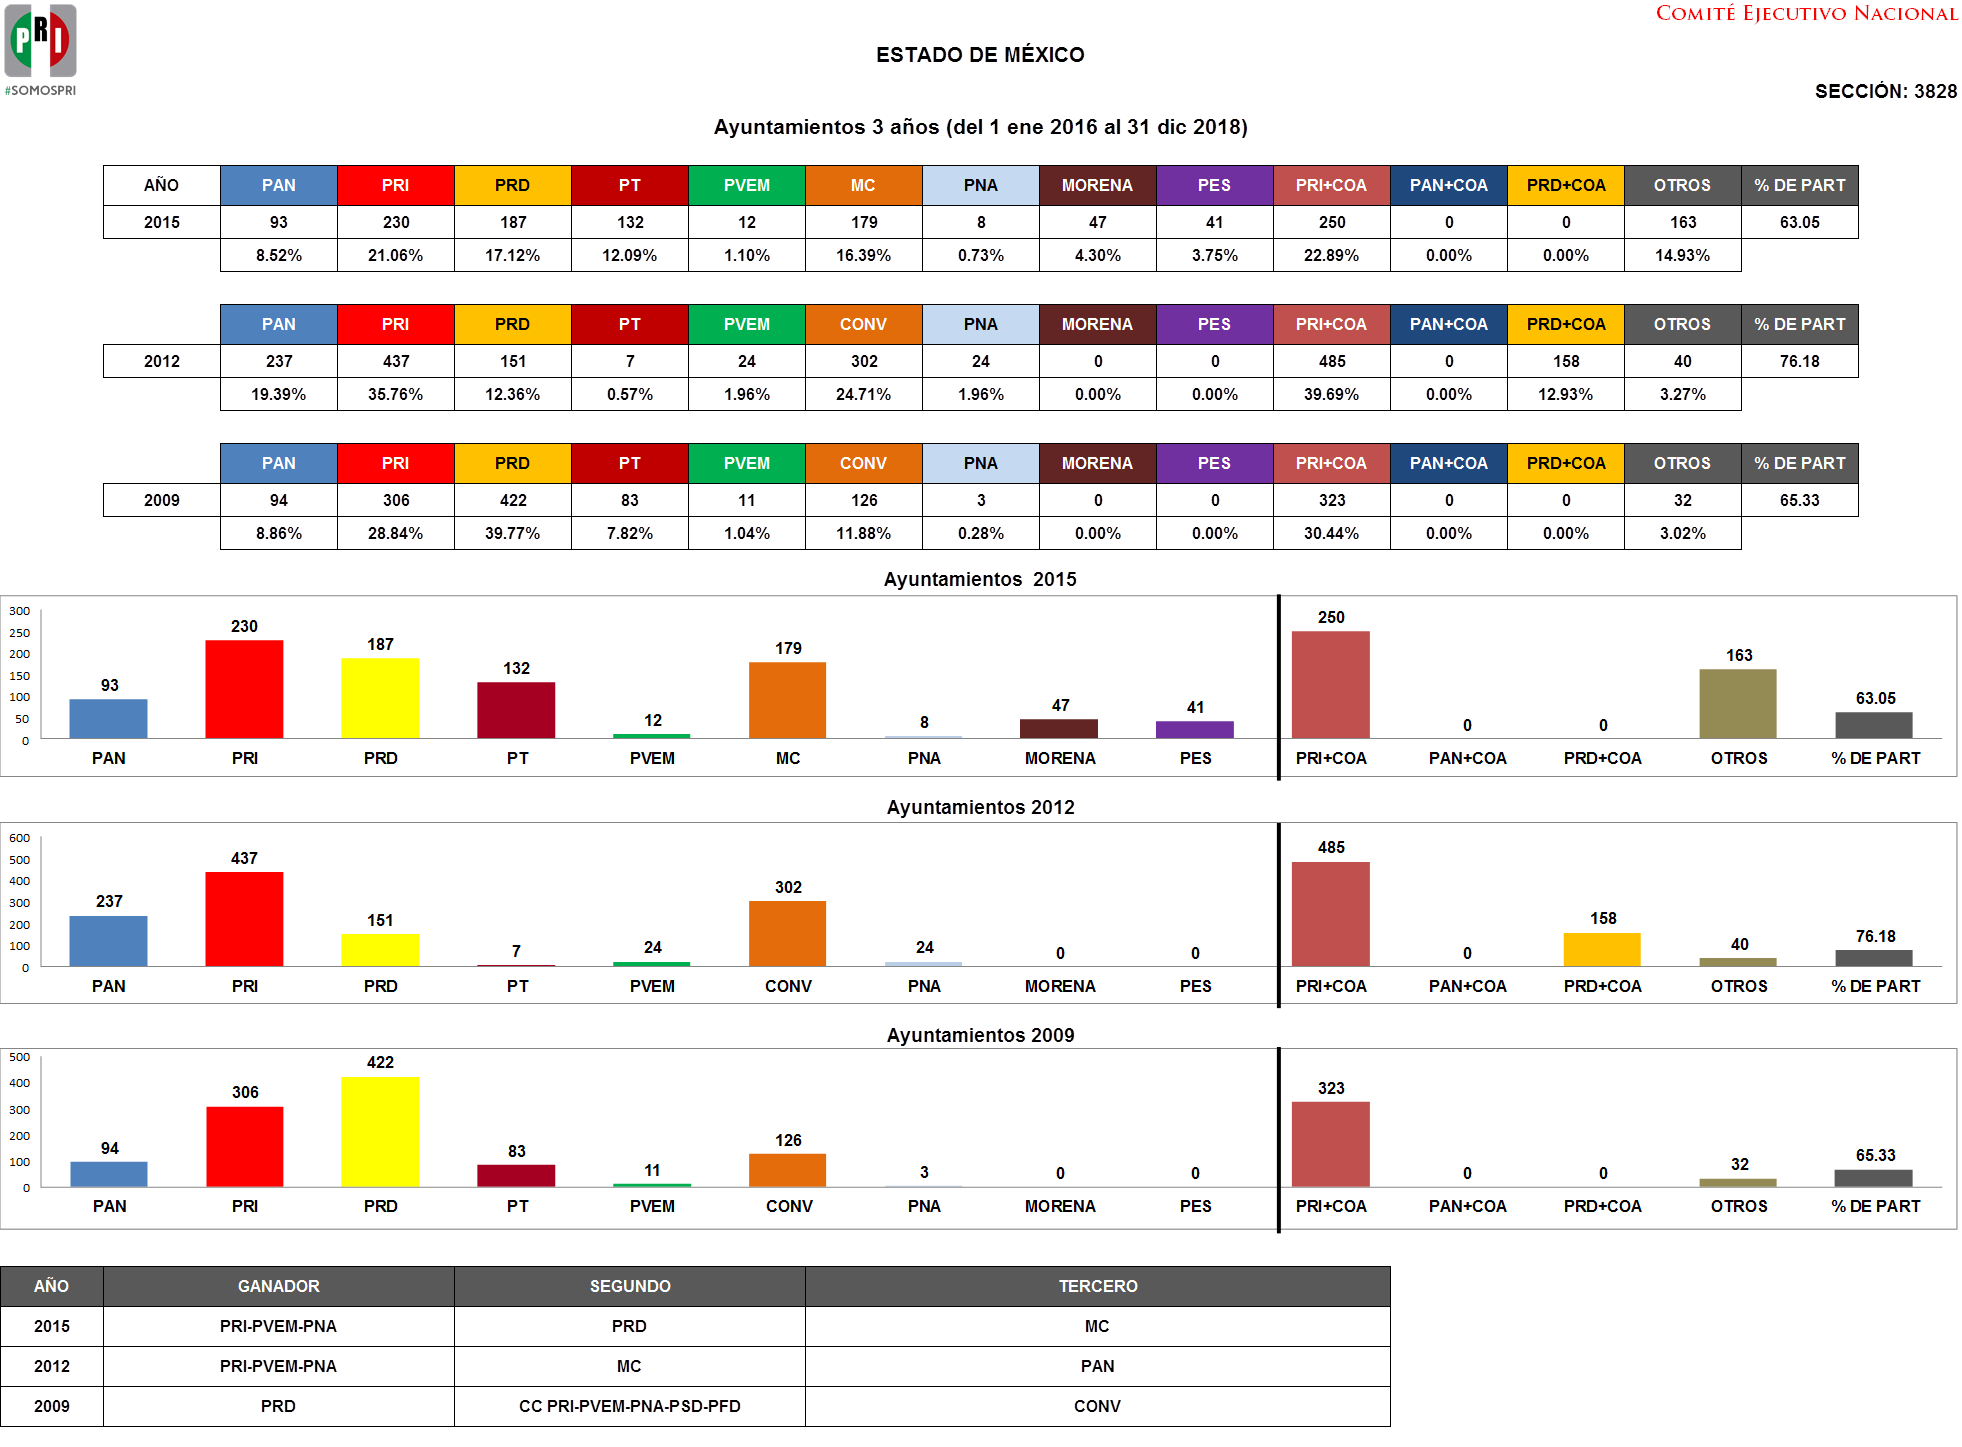 PRI
#SOMOSPRI
COMITÉ EJECUTIVO NACIONAL
ESTADO DE MÉXICO
SECCIÓN: 3828
Ayuntamientos 3 años (del 1 ene 2016 al 31 dic 2018)
AÑO PAN PRI PRD PT PVEM MC PNA MORENA PES PRI+COA PAN+COA PRD+COA OTROS % DE PART
2015 93 230 187 132 12 179 8 47 41 250 0 0 163 63.05
8.52% 21.06% 17.12% 12.09% 1.10% 16.39% 0.73% 4.30% 3.75% 22.89% 0.00% 0.00% 14.93%
PAN PRI PRD PT PVEM CONV PNA MORENA PES PRI+COA PAN+COA PRD+COA OTROS % DE PART
2012 237 437 151 7 24 302 24 0 0 485 0 158 40 76.18
19.39% 35.76% 12.36% 0.57% 1.96% 24.71% 1.96% 0.00% 0.00% 39.69% 0.00% 12.93% 3.27%
PAN PRI PRD PT PVEM CONV PNA MORENA PES PRI+COA PAN+COA PRD+COA OTROS % DE PART
2009 94 306 422 83 11 126 3 0 0 323 0 0 32 65.33
8.86% 28.84% 39.77% 7.82% 1.04% 11.88% 0.28% 0.00% 0.00% 30.44% 0.00% 0.00% 3.02%
Ayuntamientos 2015
300
250
200
150
100
50
0
93 230 187 132 12 179 8 47 41 250 0 0 163 63.05
PAN PRI PRD PT PVEM MC PNA MORENA PES PRI+COA PAN+COA PRD+COA OTROS % DE PART
Ayuntamientos 2012
600
500
400
300
200
100
0
237 437 151 7 24 302 24 0 0 485 0 158 40 76.18
PAN PRI PRD PT PVEM CONV PNA MORENA PES PRI+COA PAN+COA PRD+COA OTROS % DE PART
Ayuntamientos 2009
500
400
300
200
100
0
94 306 422 83 11 126 3 0 0 323 0 0 32 65.33
PAN PRI PRD PT PVEM CONV PNA MORENA PES PRI+COA PAN+COA PRD+COA OTROS % DE PART
AÑO GANADOR SEGUNDO TERCERO
2015 PRI-PVEM-PNA PRD MC
2012 PRI-PVEM-PNA MC PAN
2009 PRD CC PRI-PVEM-PNA-PSD-PFD CONV